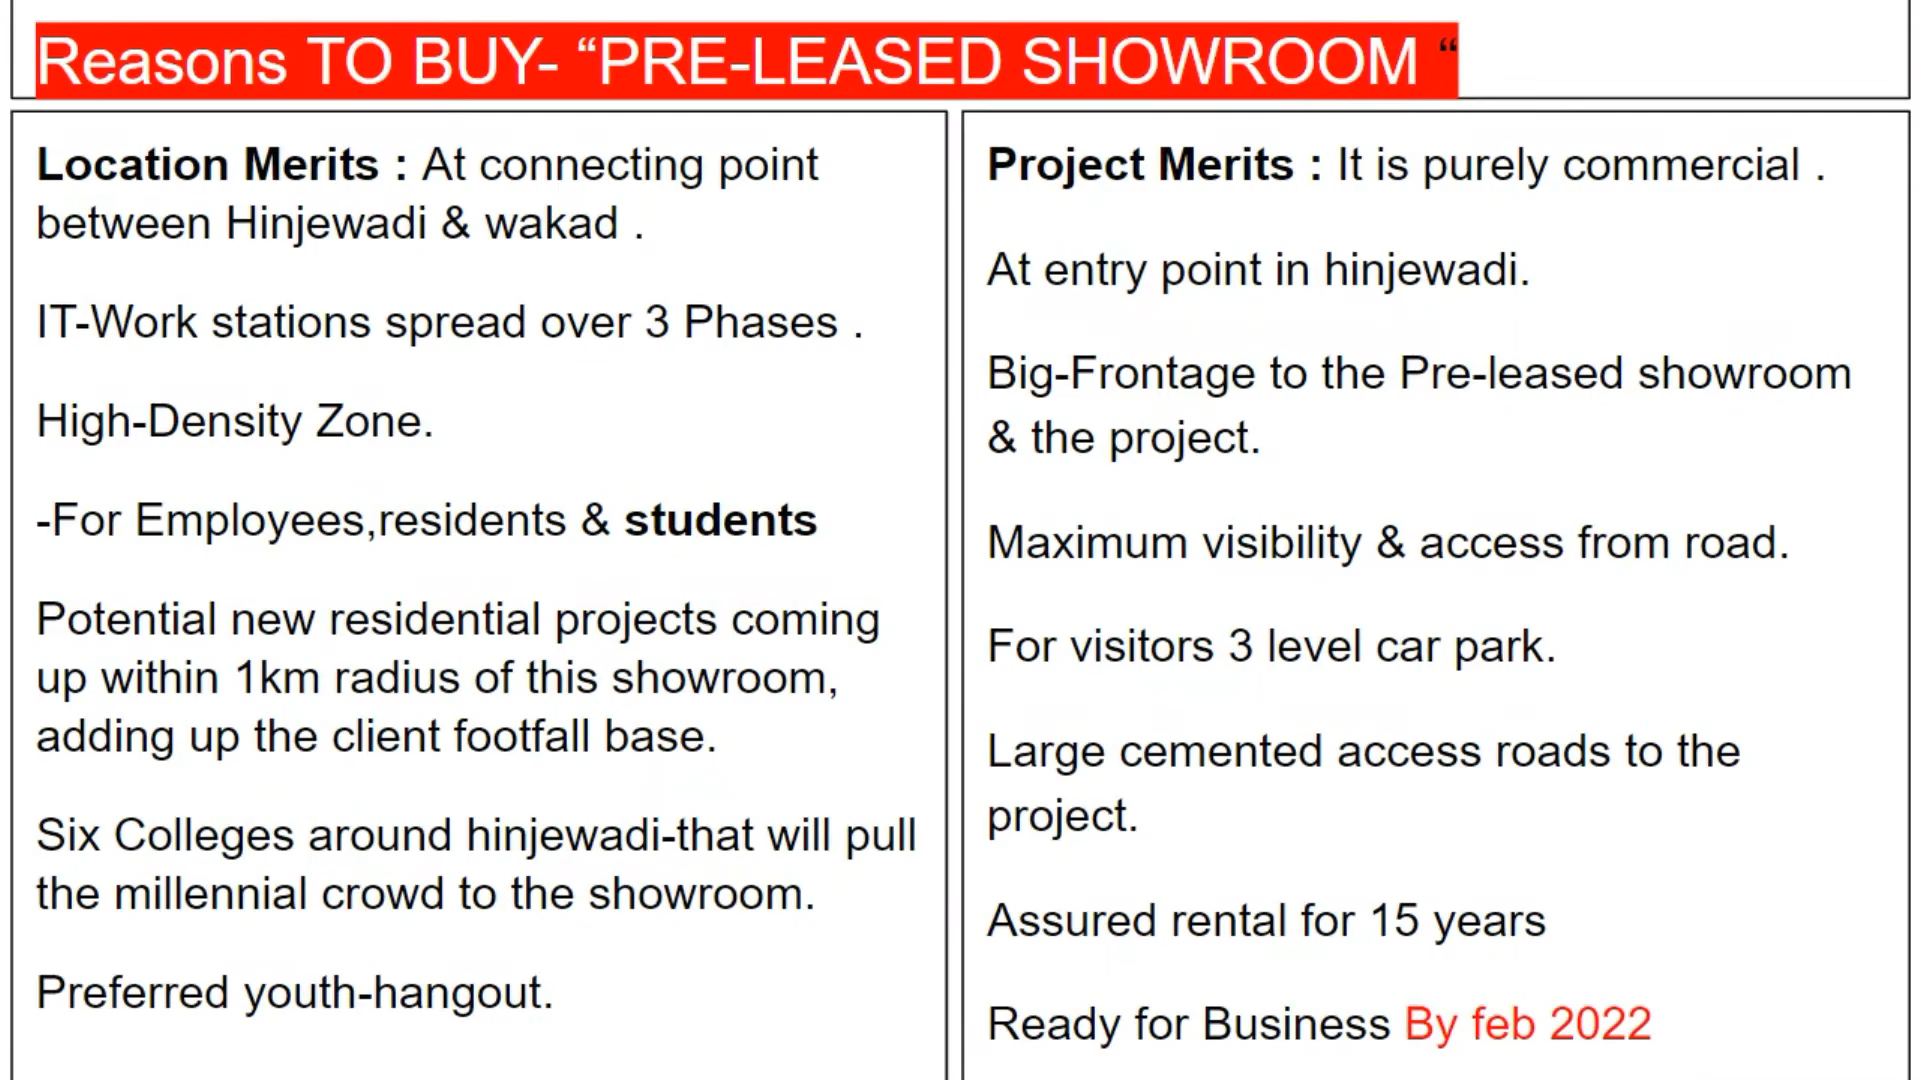 Reasons TO BUY- “PRE-LEASED SHOWROOM “
Location Merits : At connecting point
between Hinjewadi & wakad .
IT-Work stations spread over 3 Phases .
High-Density Zone.
-For Employees,residents & students
Potential new residential projects coming
up within 1km radius of this showroom,
adding up the client footfall base.
Six Colleges around hinjewadi-that will pull
the millennial crowd to the showroom.
Preferred youth-hangout.
Project Merits : It is purely commercial .
At entry point in hinjewadi.
Big-Frontage to the Pre-leased showroom
& the project.
Maximum visibility & access from road.
For visitors 3 level car park.
Large cemented access roads to the
project.
Assured rental for 15 years
Ready for Business By feb 2022